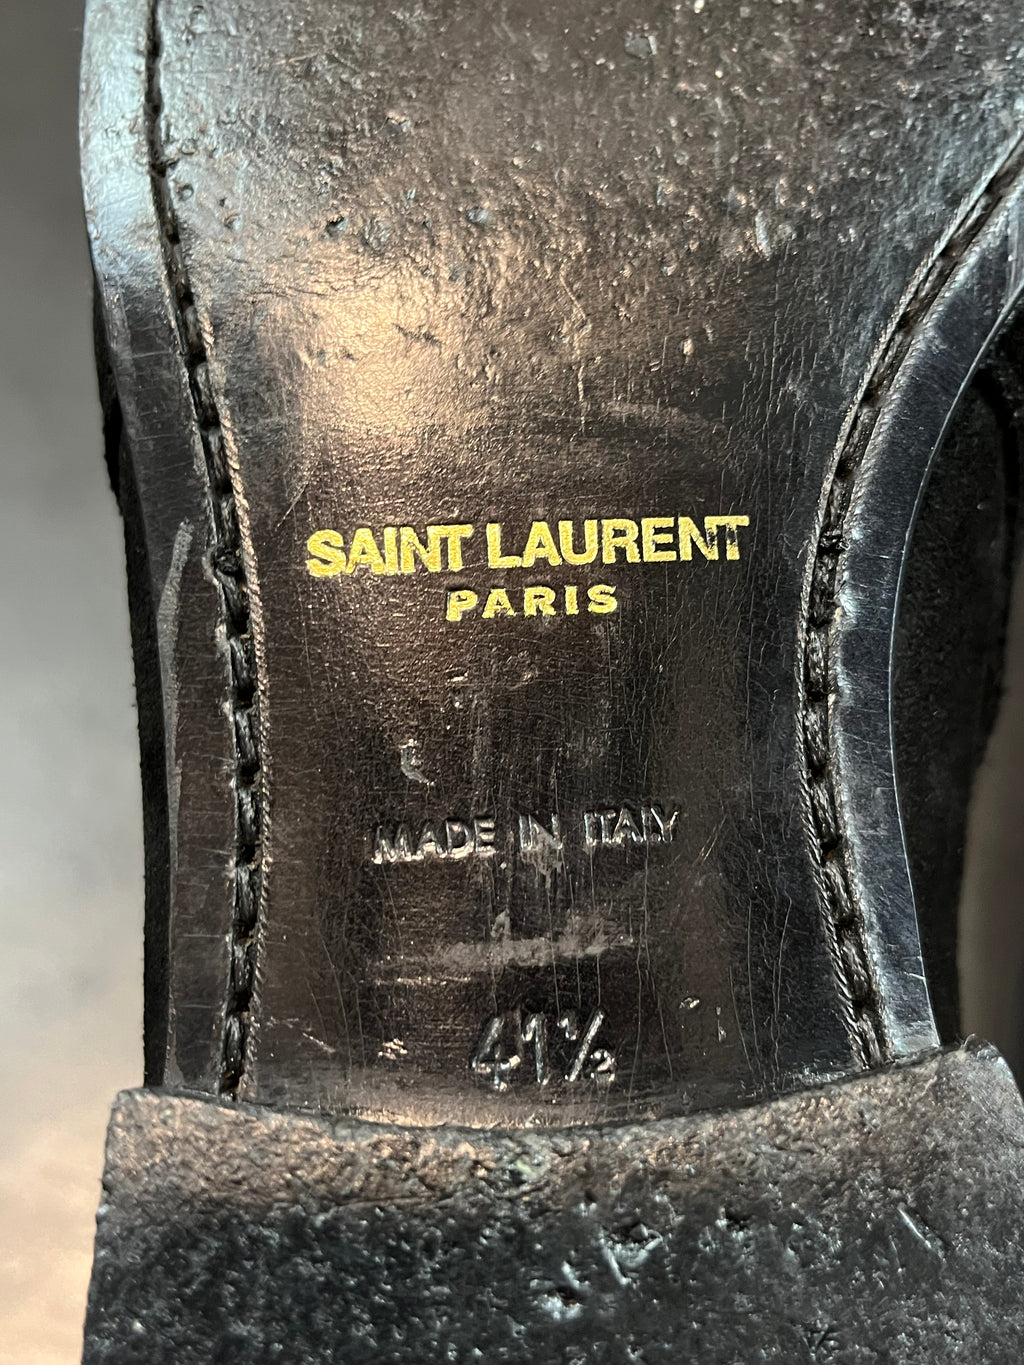 SAINT LAURENT
PARIS
MADE IN ITALY
41½